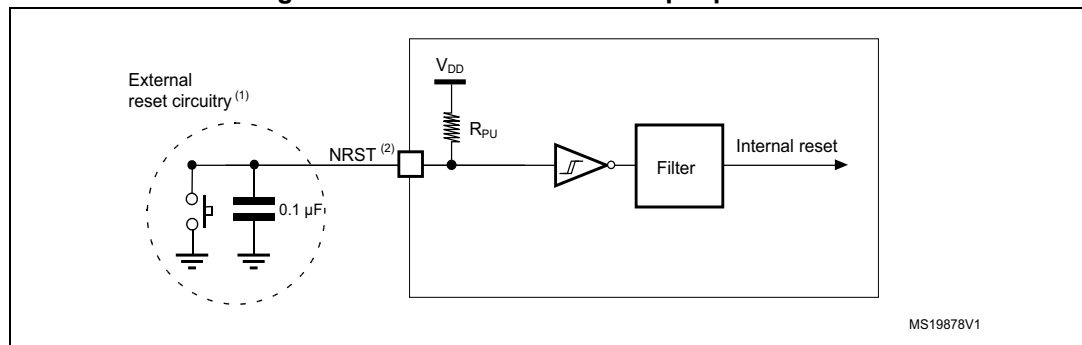 External
reset circuitry (1)
VDD
RPU
NRST (2)
Filter
Internal reset
0.1 µF
MS19878V1